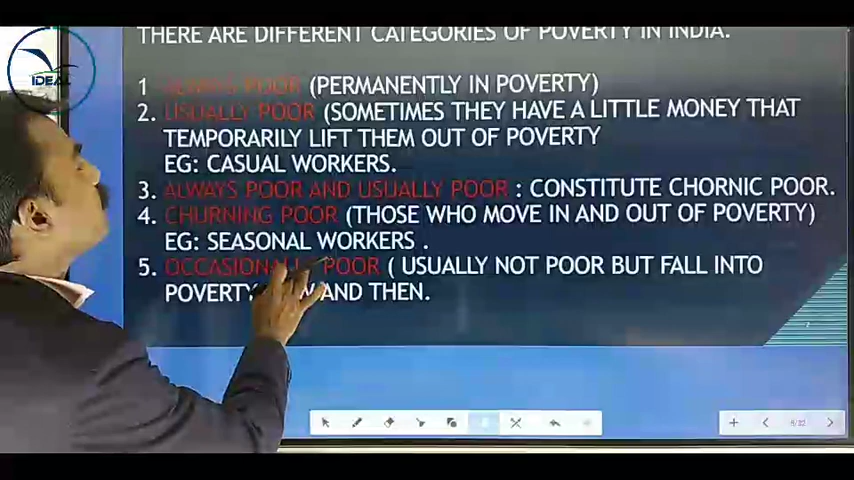 IDEAL
THERE ARE DIFFERENT CATEGORIES OF POVERTY IN INDIA.
1 ALWAYS POOR (PERMANENTLY IN POVERTY)
2. USUALLY POOR (SOMETIMES THEY HAVE A LITTLE MONEY THAT
TEMPORARILY LIFT THEM OUT OF POVERTY
EG: CASUAL WORKERS.
3. ALWAYS POOR AND USUALLY POOR : CONSTITUTE CHORNIC POOR.
4. CHURNING POOR (THOSE WHO MOVE IN AND OUT OF POVERTY)
EG: SEASONAL WORKERS .
5. OCCASIONALLY POOR ( USUALLY NOT POOR BUT FALL INTO
POVERTY AND THEN.